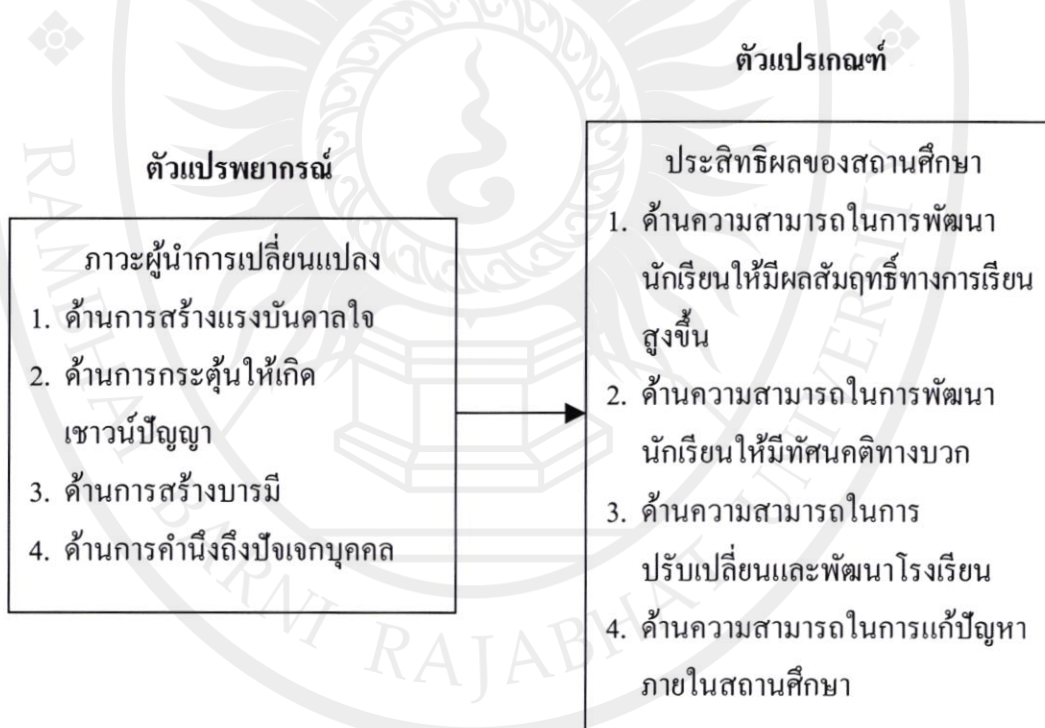 ตัวแปรเกณฑ์
ตัวแปรพยากรณ์
ภาวะผู้นำการเปลี่ยนแปลง
1. ด้านการสร้างแรงบันดาลใจ
2. ด้านการกระตุ้นให้เกิด
เชาวน์ปัญญา
3. ด้านการสร้างบารมี
4. ด้านการคำนึงถึงปัจเจกบุคคล
ประสิทธิผลของสถานศึกษา
1. ด้านความสามารถในการพัฒนา
นักเรียนให้มีผลสัมฤทธิ์ทางการเรียน
สูงขึ้น
2. ด้านความสามารถในการพัฒนา
นักเรียนให้มีทัศนคติทางบวก
3. ด้านความสามารถในการ
ปรับเปลี่ยนและพัฒนาโรงเรียน
4. ด้านความสามารถในการแก้ปัญหา
ภายในสถานศึกษา
RAMBHAI BARNI RAJABHAT UNIVERSITY